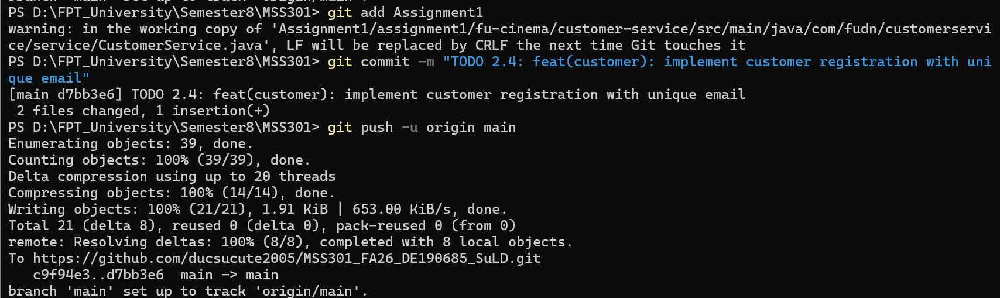 PS D:\FPT_University\Semester8\MSS301> git add Assignment1
warning: in the working copy of 'Assignment1/assignment1/fu-cinema/customer-service/src/main/java/com/fudn/customerservi
ce/service/CustomerService.java', LF will be replaced by CRLF the next time Git touches it
PS D:\FPT_University\Semester8\MSS301> git commit -m "TODO 2.4: feat(customer): implement customer registration with uni
que email"
[main d7bb3e6] TODO 2.4: feat(customer): implement customer registration with unique email
 2 files changed, 1 insertion(+)
PS D:\FPT_University\Semester8\MSS301> git push -u origin main
Enumerating objects: 39, done.
Counting objects: 100% (39/39), done.
Delta compression using up to 20 threads
Compressing objects: 100% (14/14), done.
Writing objects: 100% (21/21), 1.91 KiB | 653.00 KiB/s, done.
Total 21 (delta 8), reused 0 (delta 0), pack-reused 0 (from 0)
remote: Resolving deltas: 100% (8/8), completed with 8 local objects.
To https://github.com/ducsucute2005/MSS301_FA26_DE190685_SuLD.git
   c9f94e3..d7bb3e6  main -> main
branch 'main' set up to track 'origin/main'.